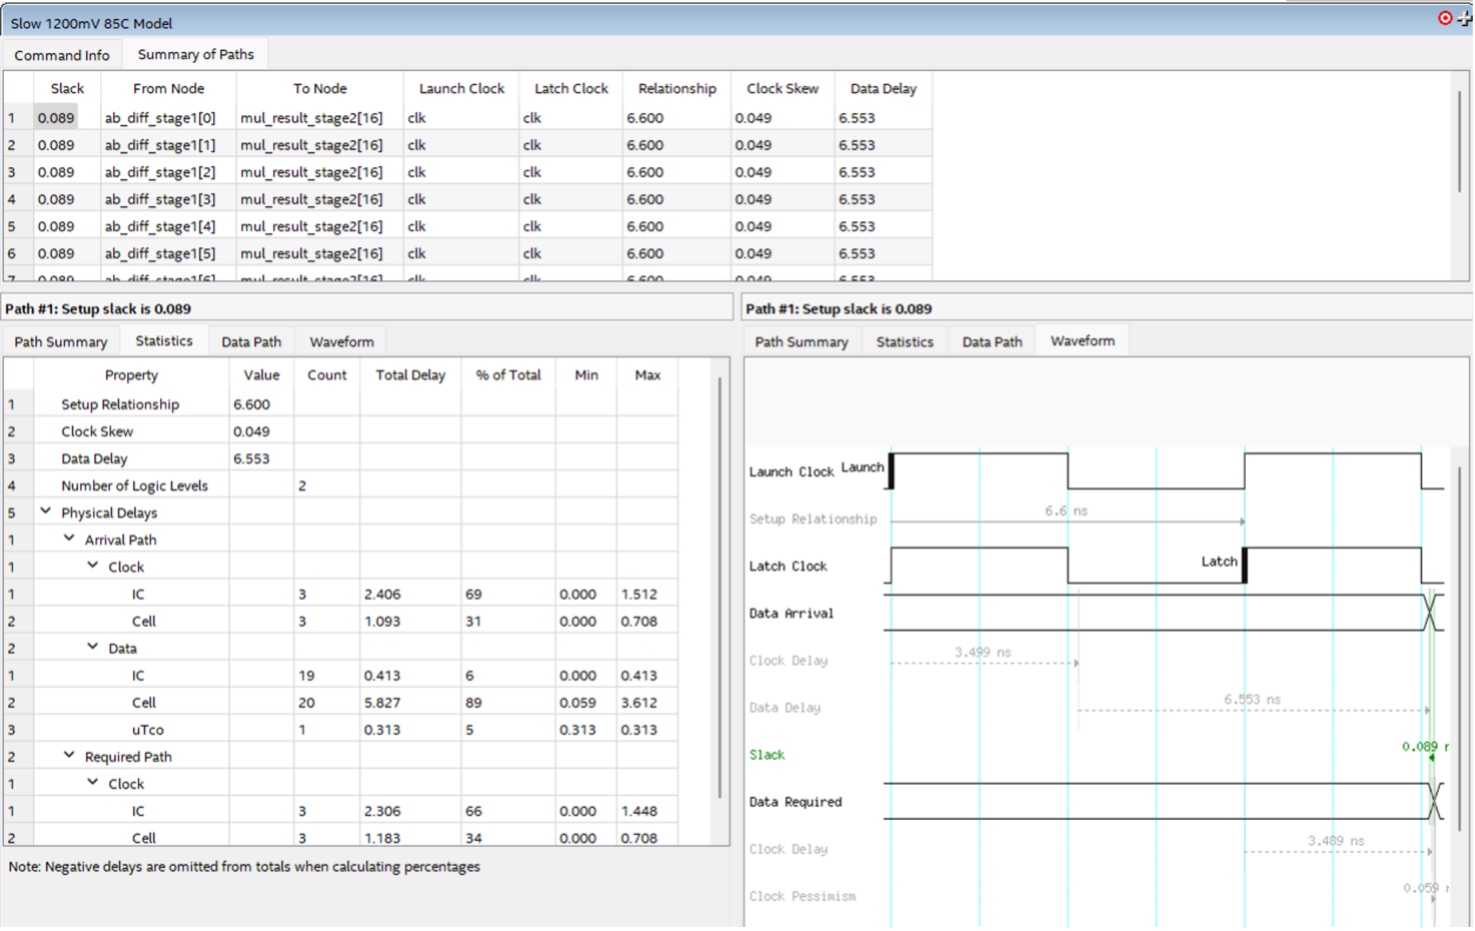 Slow 1200mV 85C Model
Command Info Summary of Paths
Slack From Node To Node Launch Clock Latch Clock Relationship Clock Skew Data Delay
1 0.089 ab_diff_stage1[0] mul_result_stage2[16] clk clk 6.600 0.049 6.553
2 0.089 ab_diff_stage1[1] mul_result_stage2[16] clk clk 6.600 0.049 6.553
3 0.089 ab_diff_stage1[2] mul_result_stage2[16] clk clk 6.600 0.049 6.553
4 0.089 ab_diff_stage1[3] mul_result_stage2[16] clk clk 6.600 0.049 6.553
5 0.089 ab_diff_stage1[4] mul_result_stage2[16] clk clk 6.600 0.049 6.553
6 0.089 ab_diff_stage1[5] mul_result_stage2[16] clk clk 6.600 0.049 6.553
7 0.089 ab_diff_stage1[6] mul_result_stage2[16] clk clk 6.600 0.049 6.553
Path #1: Setup slack is 0.089
Path Summary Statistics Data Path Waveform
Property Value Count Total Delay % of Total Min Max
1 Setup Relationship 6.600
2 Clock Skew 0.049
3 Data Delay 6.553
4 Number of Logic Levels 2
5 Physical Delays
1 Arrival Path
1 Clock
1 IC 3 2.406 69 0.000 1.512
2 Cell 3 1.093 31 0.000 0.708
2 Data
1 IC 19 0.413 6 0.000 0.413
2 Cell 20 5.827 89 0.059 3.612
3 uTco 1 0.313 5 0.313 0.313
2 Required Path
1 Clock
1 IC 3 2.306 66 0.000 1.448
2 Cell 3 1.183 34 0.000 0.708
Note: Negative delays are omitted from totals when calculating percentages
Path #1: Setup slack is 0.089
Path Summary Statistics Data Path Waveform
Launch Clock Launch
Setup Relationship 6.6 ns
Latch Clock Latch
Data Arrival
Clock Delay 3.499 ns
Data Delay 6.553 ns
Slack 0.089 n
Data Required
Clock Delay 3.489 ns
Clock Pessimism 0.059 n